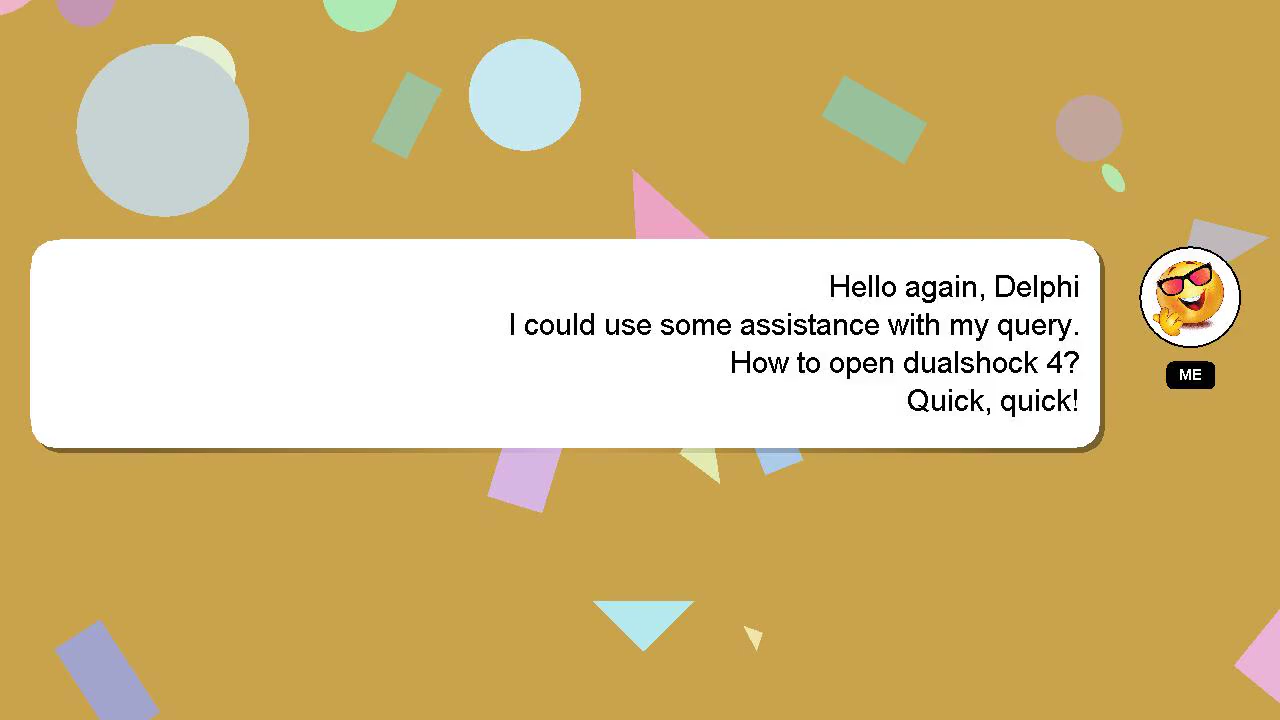 Hello again, Delphi
I could use some assistance with my query.
How to open dualshock 4?
Quick, quick!
ME